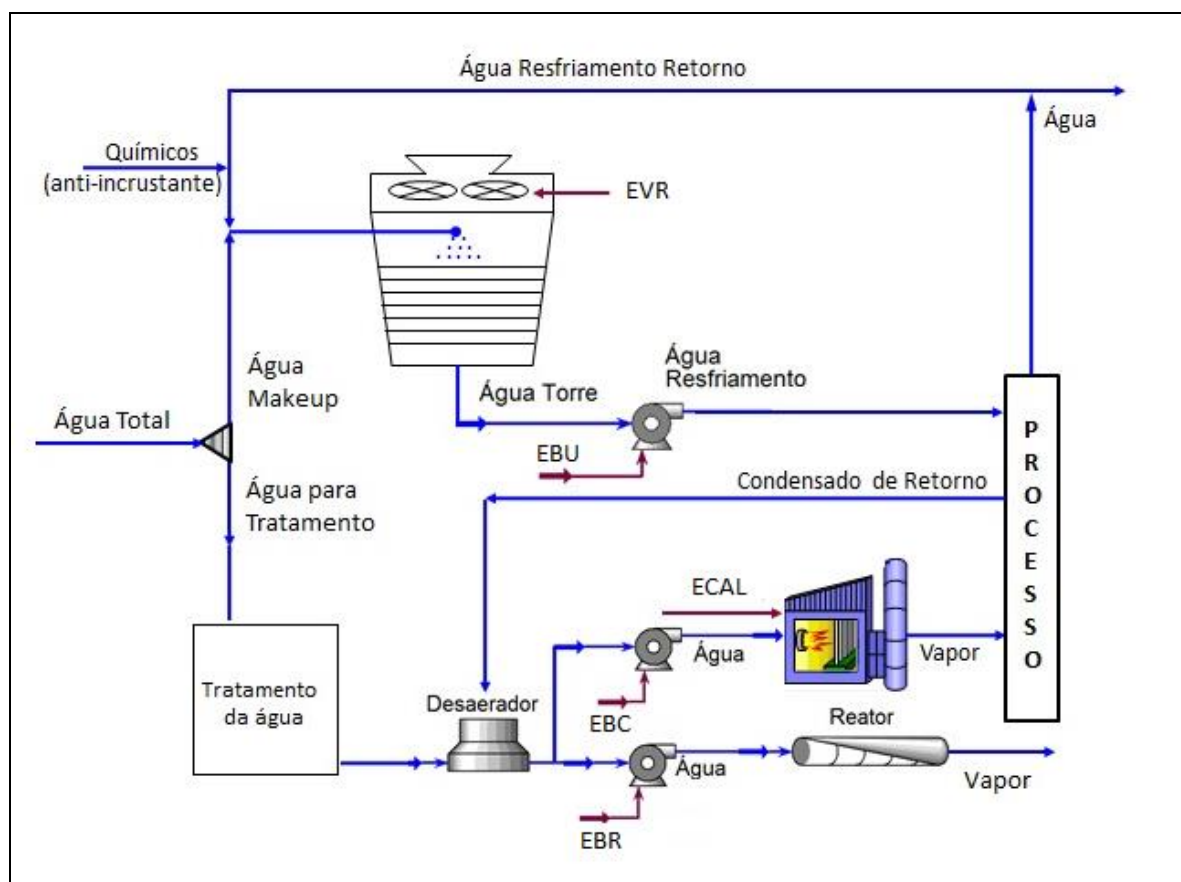 Água Resfriamento Retorno
Água
Químicos
(anti-incrustante)
EVR
Água
Makeup
Água Torre
Água
Resfriamento
Água Total
EBU
Água para
Tratamento
Condensado de Retorno
PROCESSO
ECAL
Água
Vapor
Tratamento
da água
Desaerador
EBC
Reator
Água
Vapor
EBR